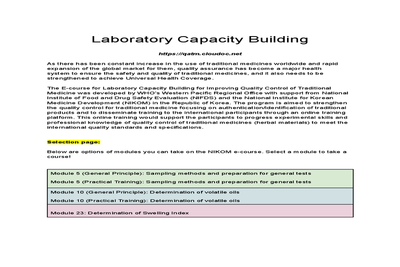 Laboratory Capacity Building
https://qatm.cloudoc.net
As there has been constant increase in the use of traditional medicines worldwide and rapid
expansion of the global market for them, quality assurance has become a major health
system to ensure the safety and quality of traditional medicines, and it also needs to be
strengthened to achieve Universal Health Coverage.
The E-course for Laboratory Capacity Building for Improving Quality Control of Traditional
Medicine was developed by WHO's Western Pacific Regional Office with support from National
Institute of Food and Drug Safety Evaluation (NIFDS) and the National Institute for Korean
Medicine Development (NIKOM) in the Republic of Korea. The program is aimed to strengthen
the quality control for traditional medicine focusing on authentication/identification of traditional
products and to disseminate training to the international participants through an online training
platform. This online training would support the participants to progress experimental skills and
professional knowledge of quality control of traditional medicines (herbal materials) to meet the
international quality standards and specifications.
Selection page:
Below are options of modules you can take on the NIKOM e-course. Select a module to take a
course!
Module 5 (General Principle): Sampling methods and preparation for general tests
Module 5 (Practical Training): Sampling methods and preparation for general tests
Module 10 (General Principle): Determination of volatile oils
Module 10 (Practical Training): Determination of volatile oils
Module 23: Determination of Swelling Index